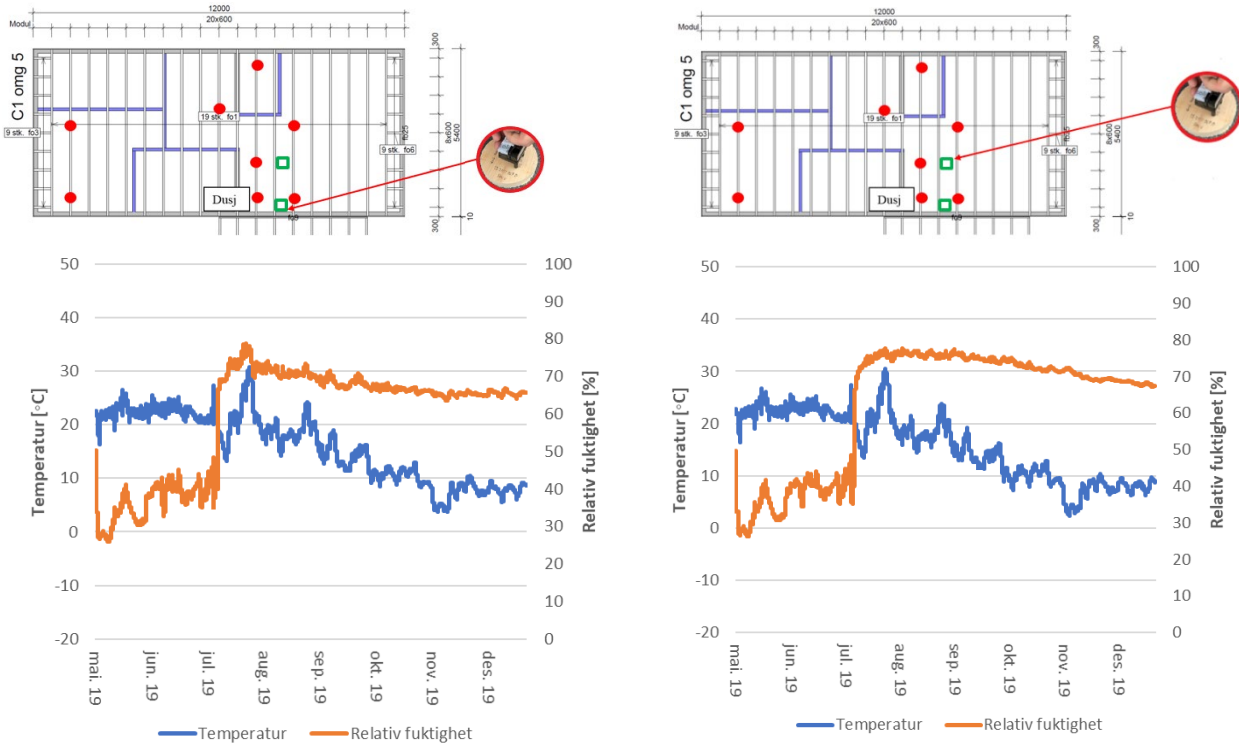 12000
20x600
Modul
C1 omg 5
19 stk. fo1
9 stk. fo3
9 stk. fo6
fo25
Dusj
300
8x600
5400
300
10
12000
20x600
Modul
C1 omg 5
19 stk. fo1
9 stk. fo6
fo25
Dusj
300
8x600
5400
300
10
50
40
30
20
10
0
-10
-20
Temperatur [°C]
100
90
80
70
60
50
40
30
20
10
0
Relativ fuktighet [%]
mai. 19
jun. 19
jul. 19
aug. 19
sep. 19
okt. 19
nov. 19
des. 19
Temperatur Relativ fuktighet
50
40
30
20
10
0
-10
-20
Temperatur [°C]
100
90
80
70
60
50
40
30
20
10
0
Relativ fuktighet [%]
mai. 19
jun. 19
jul. 19
aug. 19
sep. 19
okt. 19
nov. 19
des. 19
Temperatur Relativ fuktighet